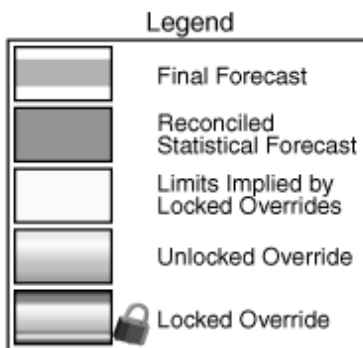 Legend
Final Forecast
Reconciled
Statistical Forecast
Limits Implied by
Locked Overrides
Unlocked Override
Locked Override